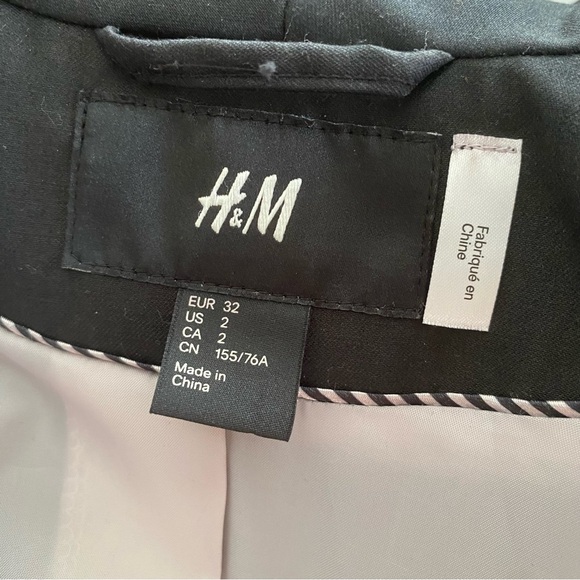 H&M
EUR 32
US 2
CA 2
CN 155/76A
Made in
China
Fabriqué en
Chine